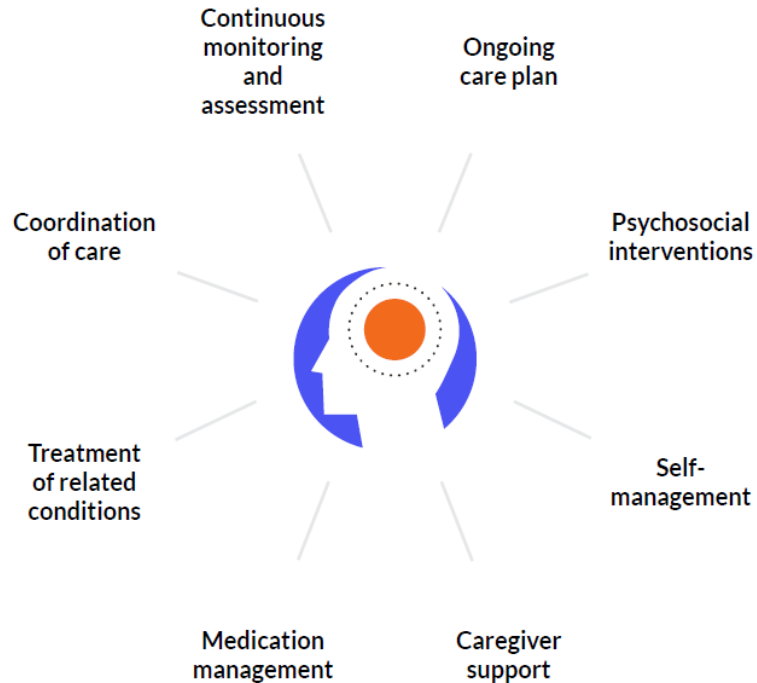 Continuous
monitoring
and
assessment
Ongoing
care plan
Psychosocial
interventions
Self-
management
Caregiver
support
Medication
management
Treatment
of related
conditions
Coordination
of care